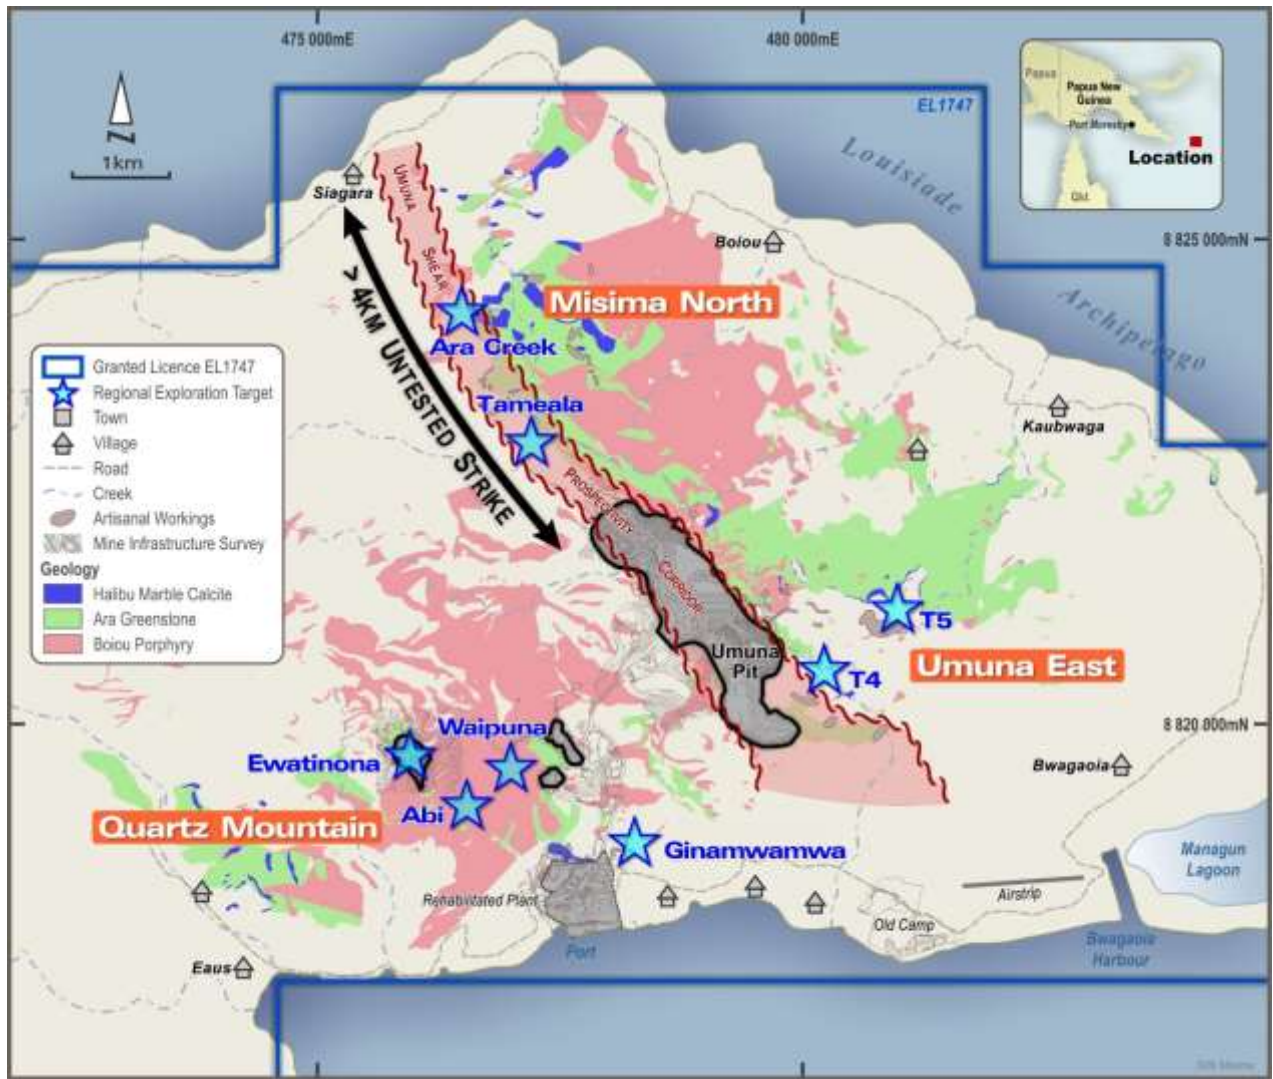 475 000mE
480 000mE
EL1747
N
1km
Papua
Papua New
Guinea
Port Moresby
Location
Qld
Louisiade
Archipelago
Siagara
UMUNA
SHEAR
Boiou
8 825 000mN
Misima North
> 4KM UNTESTED STRIKE
Ara Creek
Tameala
Kaubwaga
PROSPECTIVITY
CORRIDOR
Granted Licence EL1747
Regional Exploration Target
Town
Village
Road
Creek
Artisanal Workings
Mine Infrastructure Survey
Geology
Halibu Marble Calcite
Ara Greenstone
Boiou Porphyry
T5
Umuna
Pit
Umuna East
T4
8 820 000mN
Waipuna
Ewatinona
Abi
Bwagaoia
Quartz Mountain
Ginamwamwa
Managun
Lagoon
Rehabilitated Plant
Airstrip
Old Camp
Port
Bwagaoia
Harbour
Eaus